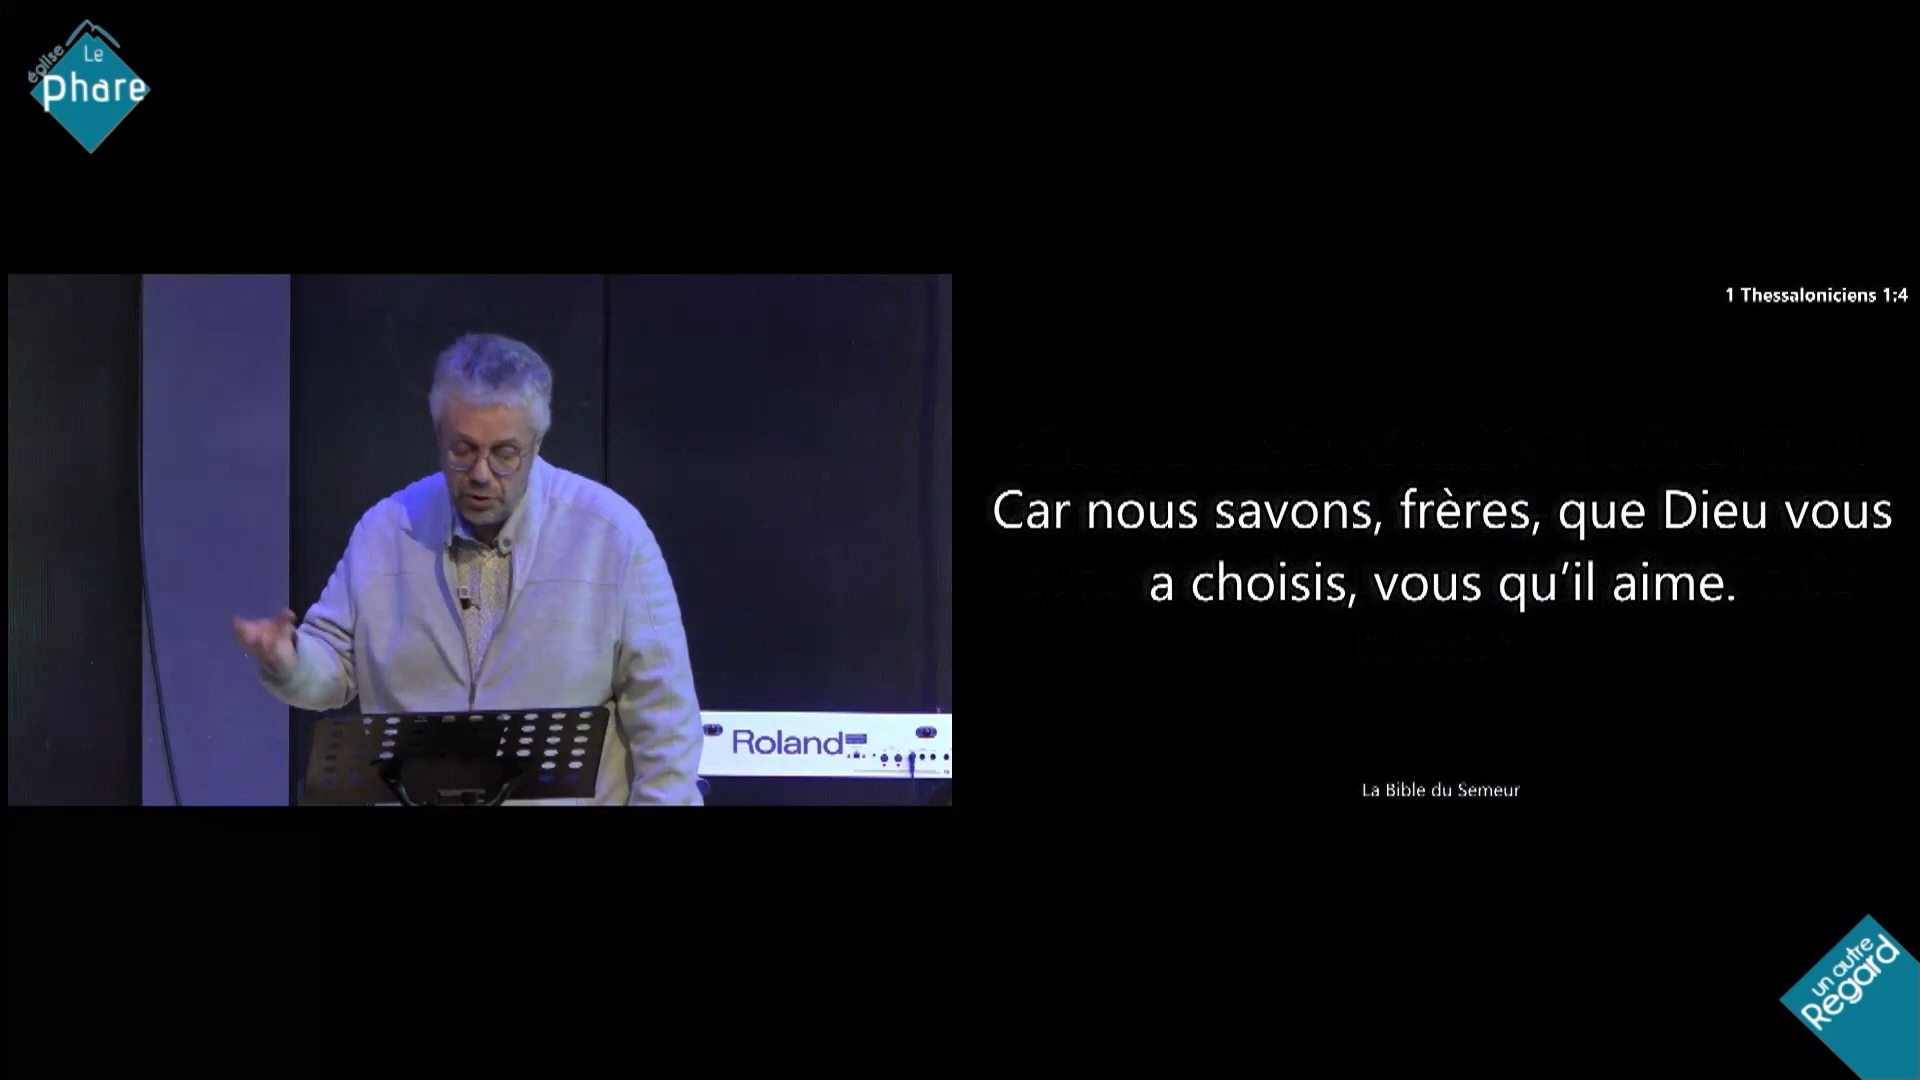 église
Le
phare
1 Thessaloniciens 1:4
Car nous savons, frères, que Dieu vous
a choisis, vous qu’il aime.
Roland
La Bible du Semeur
un autre
Regard